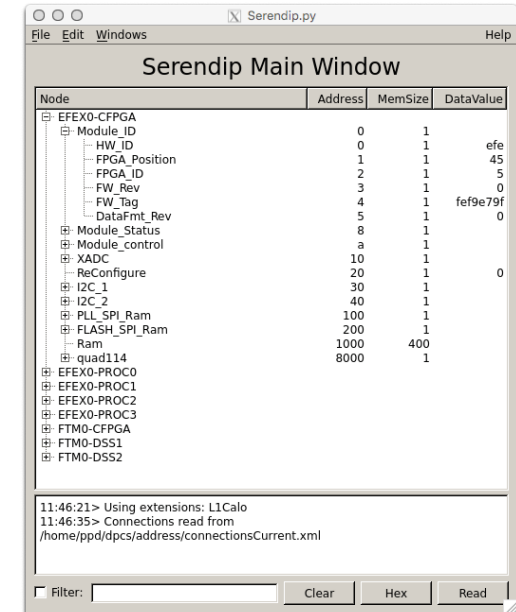 Serendip.py
File Edit Windows Help
Serendip Main Window
Node Address MemSize DataValue
EFEX0-CFPGA
Module_ID 0 1
HW_ID 0 1 efe
FPGA_Position 1 1 45
FPGA_ID 2 1 5
FW_Rev 3 1 0
FW_Tag 4 1 fef9e79f
DataFmt_Rev 5 1 0
Module_Status 8 1
Module_control a 1
XADC 10 1
ReConfigure 20 1 0
I2C_1 30 1
I2C_2 40 1
PLL_SPI_Ram 100 1
FLASH_SPI_Ram 200 1
Ram 1000 400
quad114 8000 1
EFEX0-PROC0
EFEX0-PROC1
EFEX0-PROC2
EFEX0-PROC3
FTM0-CFPGA
FTM0-DSS1
FTM0-DSS2
11:46:21> Using extensions: L1Calo
11:46:35> Connections read from
/home/ppd/dpcs/address/connectionsCurrent.xml
Filter: Clear Hex Read